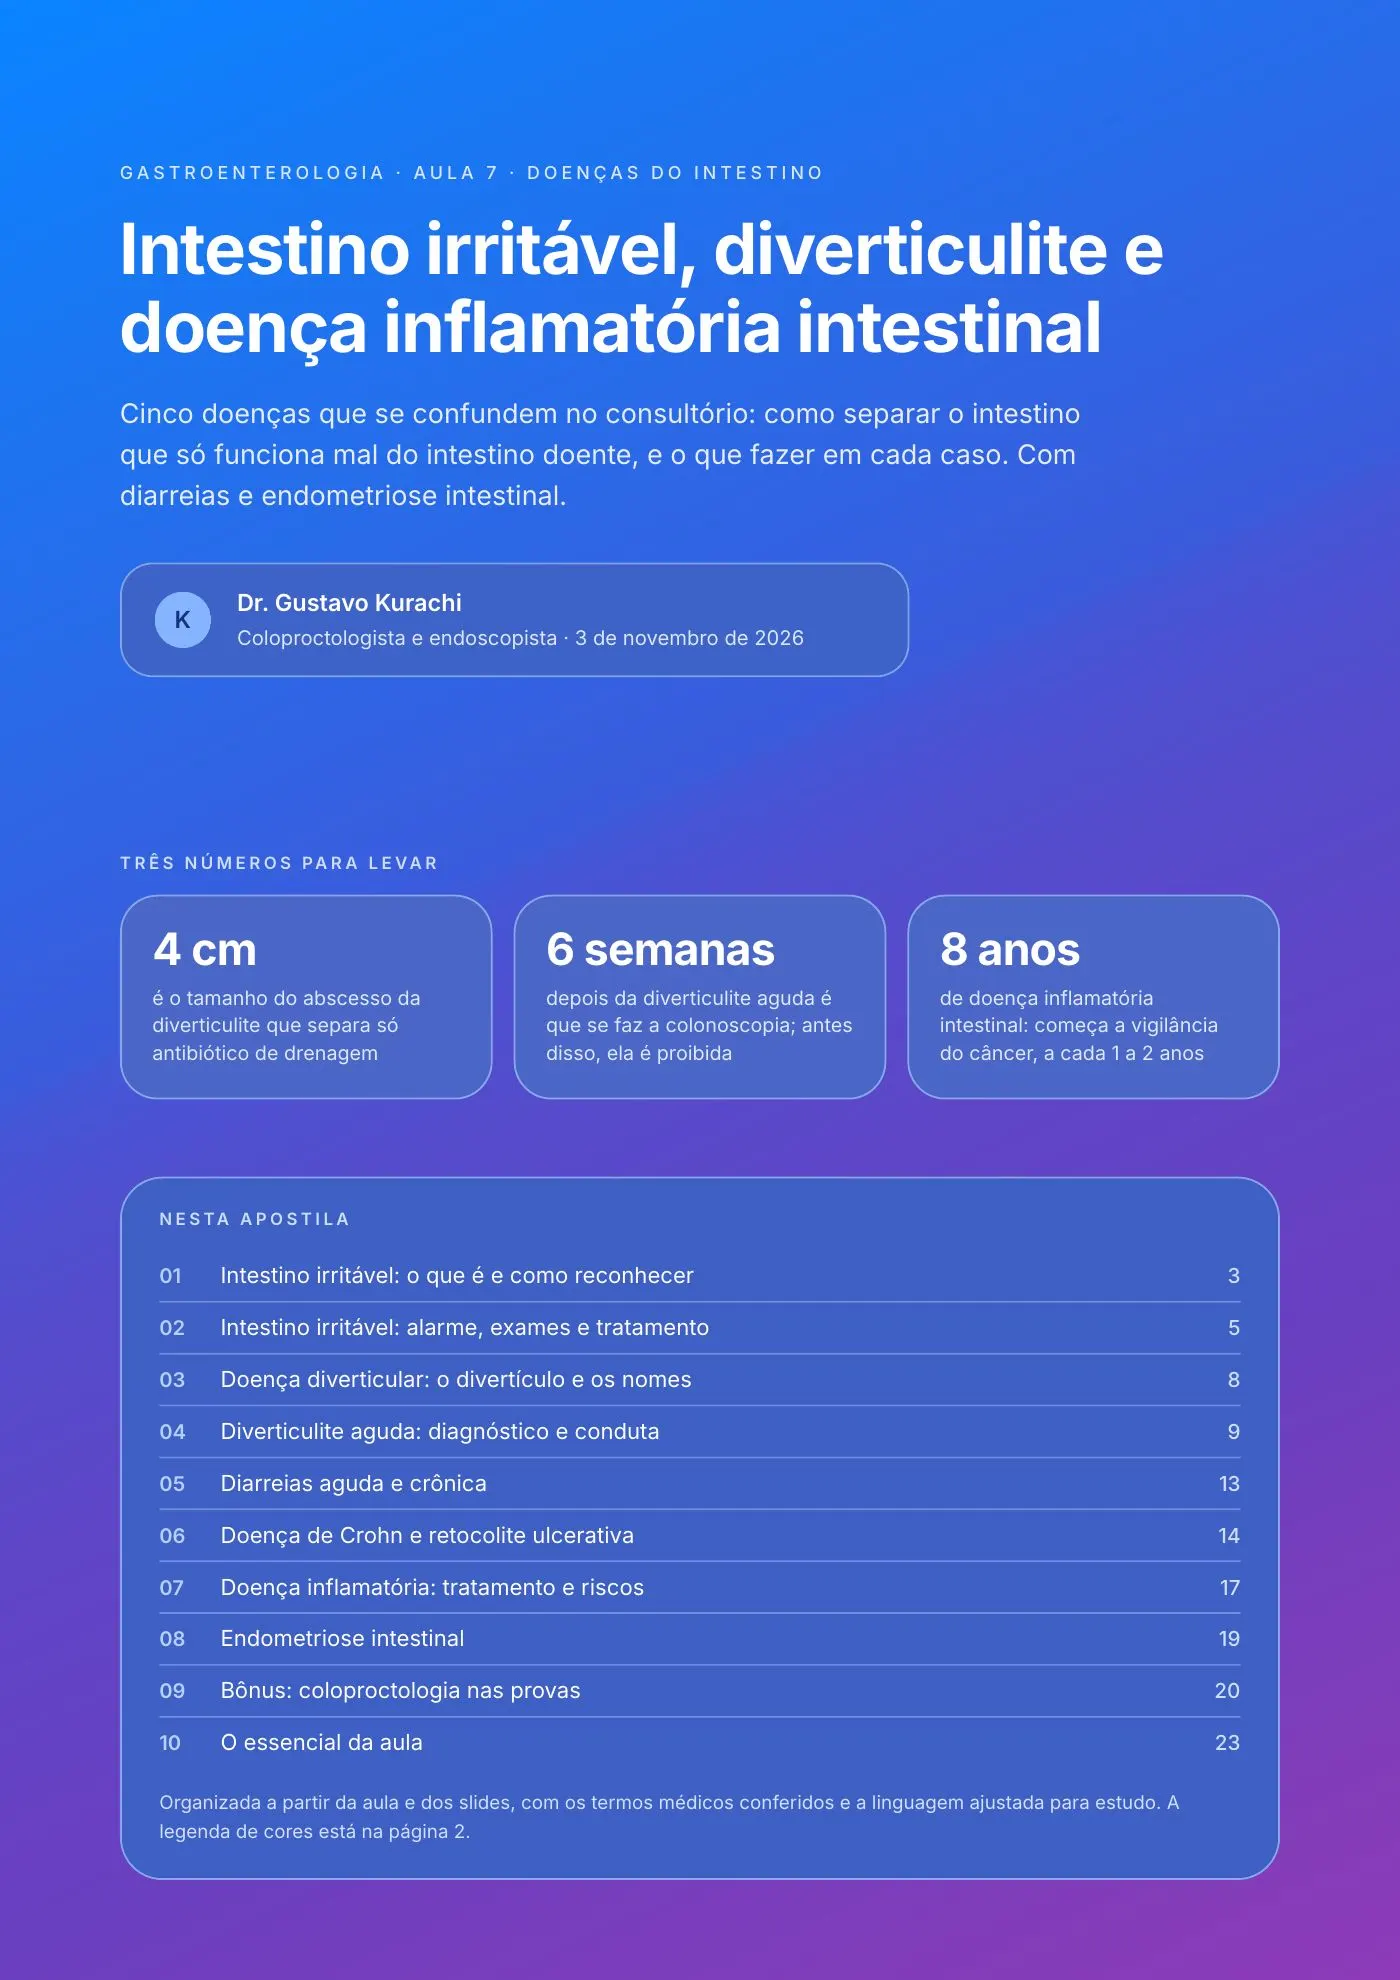 GASTROENTEROLOGIA · AULA 7 · DOENÇAS DO INTESTINO
Intestino irritável, diverticulite e
doença inflamatória intestinal
Cinco doenças que se confundem no consultório: como separar o intestino
que só funciona mal do intestino doente, e o que fazer em cada caso. Com
diarreias e endometriose intestinal.
K
Dr. Gustavo Kurachi
Coloproctologista e endoscopista · 3 de novembro de 2026
TRÊS NÚMEROS PARA LEVAR
4 cm
é o tamanho do abscesso da
diverticulite que separa só
antibiótico de drenagem
6 semanas
depois da diverticulite aguda é
que se faz a colonoscopia; antes
disso, ela é proibida
8 anos
de doença inflamatória
intestinal: começa a vigilância
do câncer, a cada 1 a 2 anos
NESTA APOSTILA
01 Intestino irritável: o que é e como reconhecer 3
02 Intestino irritável: alarme, exames e tratamento 5
03 Doença diverticular: o divertículo e os nomes 8
04 Diverticulite aguda: diagnóstico e conduta 9
05 Diarreias aguda e crônica 13
06 Doença de Crohn e retocolite ulcerativa 14
07 Doença inflamatória: tratamento e riscos 17
08 Endometriose intestinal 19
09 Bônus: coloproctologia nas provas 20
10 O essencial da aula 23
Organizada a partir da aula e dos slides, com os termos médicos conferidos e a linguagem ajustada para estudo. A
legenda de cores está na página 2.